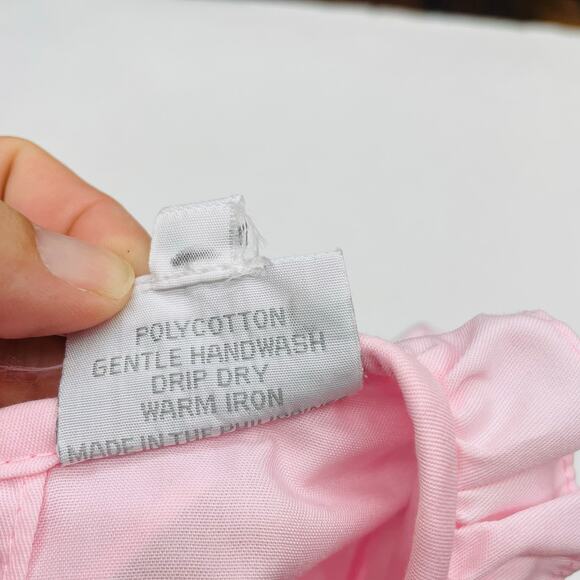 POLYCOTTON
GENTLE HANDWASH
DRIP DRY
WARM IRON
MADE IN THE